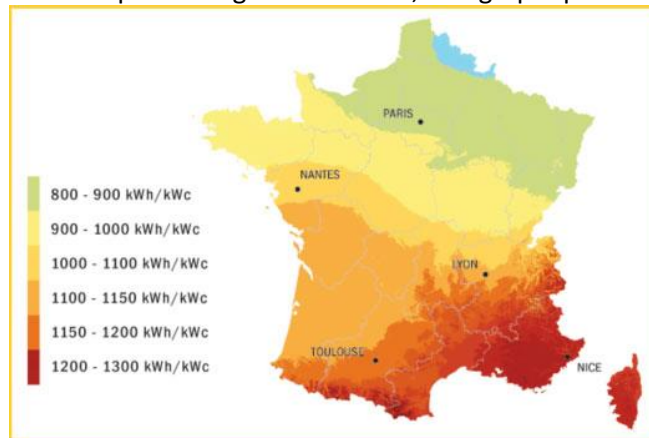 PARIS
NANTES
800 - 900 kWh/kWc
900 - 1000 kWh/kWc
1000 - 1100 kWh/kWc
LYON
1100 - 1150 kWh/kWc
1150 - 1200 kWh/kWc
TOULOUSE
1200 - 1300 kWh/kWc
NICE